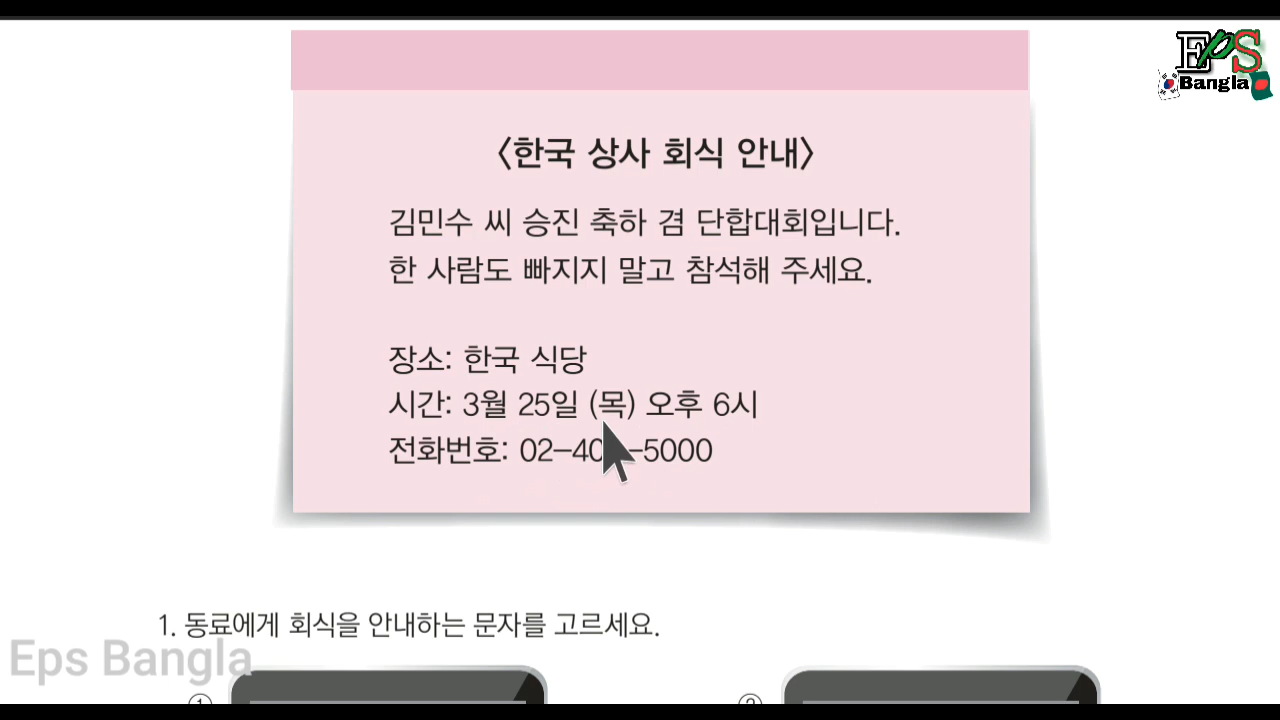 EPS
Bangla
〈한국 상사 회식 안내〉
김민수 씨 승진 축하 겸 단합대회입니다.
한 사람도 빠지지 말고 참석해 주세요.
장소: 한국 식당
시간: 3월 25일 (목) 오후 6시
전화번호: 02–40 –5000
1. 동료에게 회식을 안내하는 문자를 고르세요.
Eps Bangla
① ②